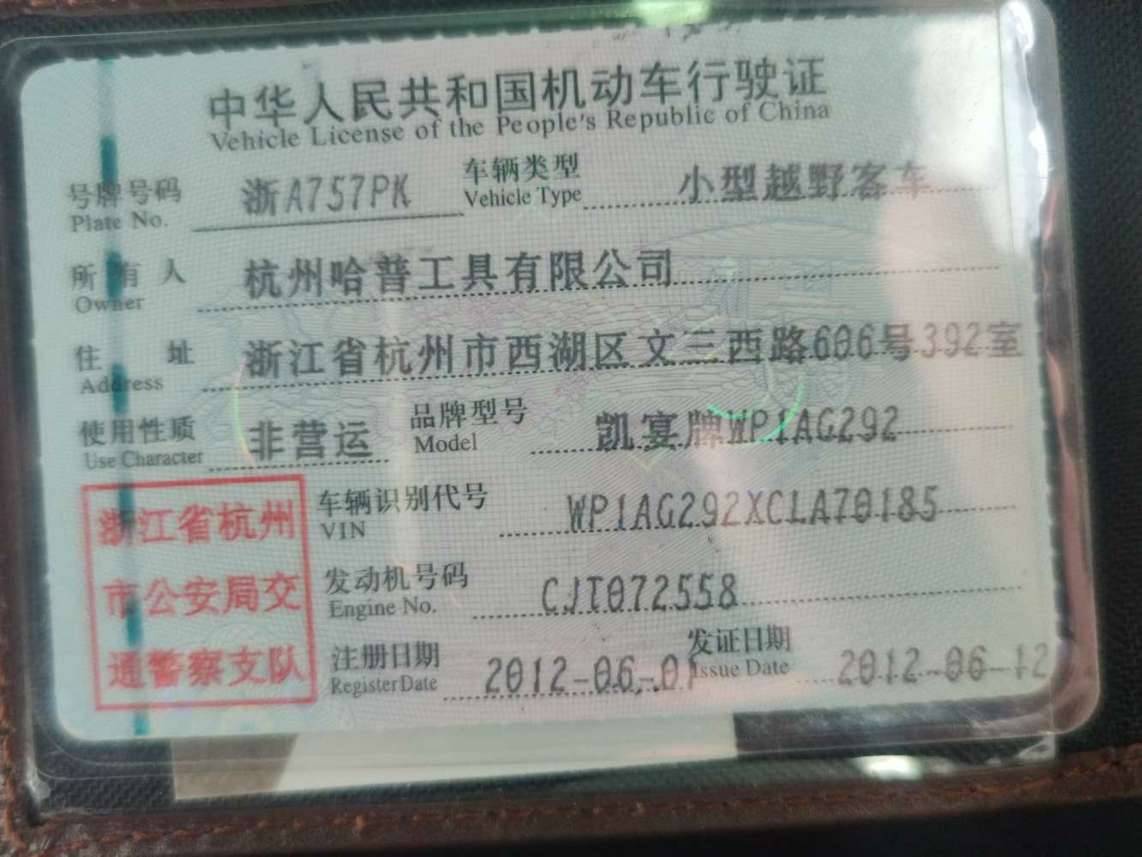 中华人民共和国机动车行驶证
Vehicle License of the People's Republic of China
号牌号码 浙A757PK 车辆类型 小型越野客车
Plate No. Vehicle Type
所有人 杭州哈普工具有限公司
Owner
住址 浙江省杭州市西湖区文三西路606号392室
Address
使用性质 非营运 品牌型号 凯宴牌WP1AG292
Use Character Model
浙江省杭州 车辆识别代号 WP1AG292XCLA70185
VIN
市公安局交 发动机号码 CJT072558
Engine No.
通警察支队 注册日期 2012-06-01 发证日期 2012-06-12
RegisterDate Issue Date